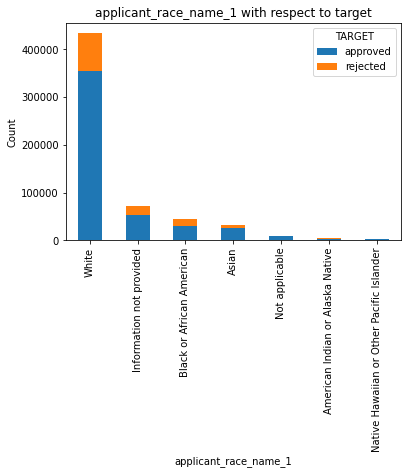 applicant_race_name_1 with respect to target
TARGET
approved
rejected
Count
400000
300000
200000
100000
0
White
Information not provided
Black or African American
Asian
Not applicable
American Indian or Alaska Native
Native Hawaiian or Other Pacific Islander
applicant_race_name_1